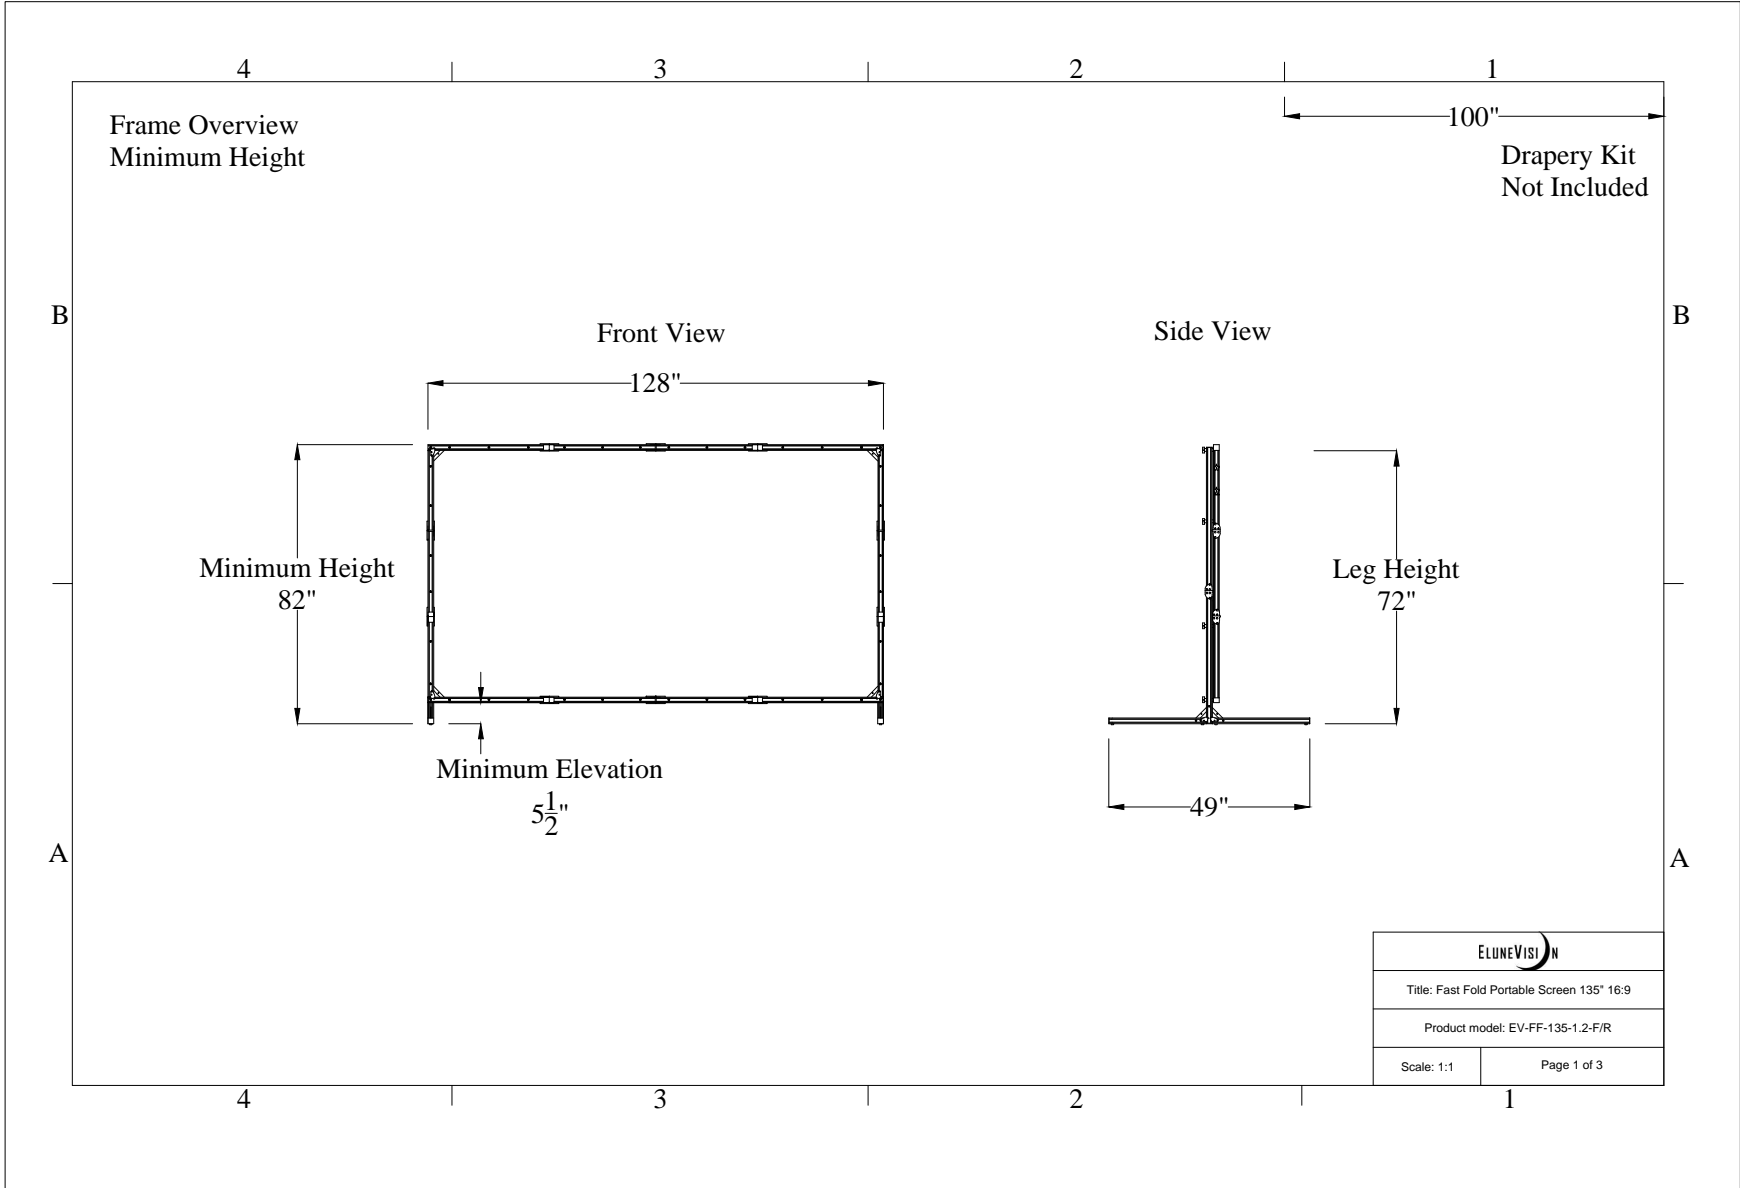 4 3 2 1
Frame Overview
Minimum Height
100"
Drapery Kit
Not Included
B B
Front View
Side View
128"
Minimum Height
82"
Leg Height
72"
Minimum Elevation
5 1/2"
49"
A A
ELUNEVISION
Title: Fast Fold Portable Screen 135" 16:9
Product model: EV-FF-135-1.2-F/R
Scale: 1:1 Page 1 of 3
4 3 2 1